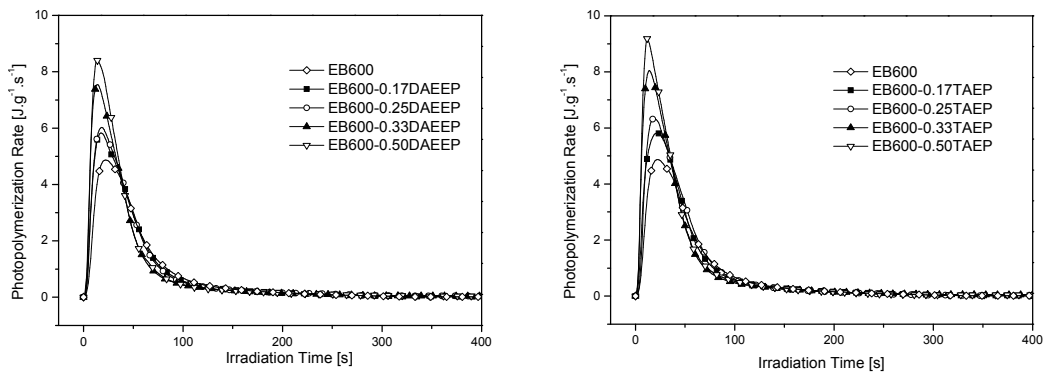 Photopolymerization Rate [J.g⁻¹.s⁻¹]
10
8
6
4
2
0
EB600
EB600-0.17DAEEP
EB600-0.25DAEEP
EB600-0.33DAEEP
EB600-0.50DAEEP
0 100 200 300 400
Irradiation Time [s]
Photopolymerization Rate [J.g⁻¹.s⁻¹]
10
8
6
4
2
0
EB600
EB600-0.17TAEP
EB600-0.25TAEP
EB600-0.33TAEP
EB600-0.50TAEP
0 100 200 300 400
Irradiation Time [s]